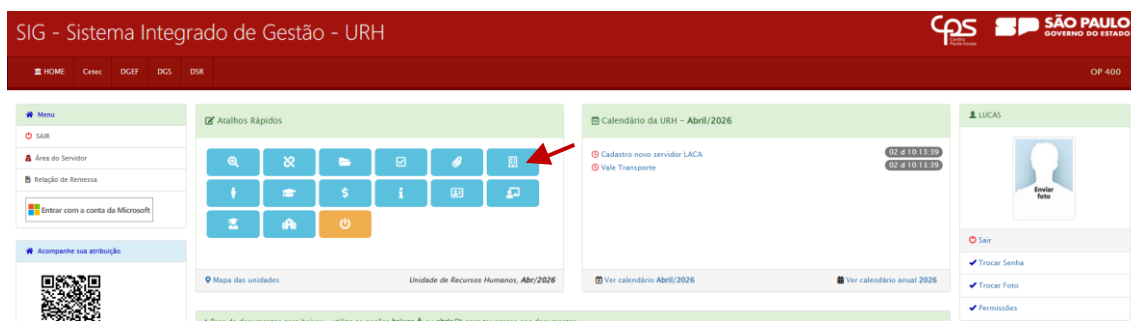 SIG - Sistema Integrado de Gestão - URH
CPS
Centro
Paula Souza
SÃO PAULO
GOVERNO DO ESTADO
HOME Cetec DGEF DGS DSR
OP 400
Menu
SAIR
Área do Servidor
Relação de Remessa
Entrar com a conta da Microsoft
Acompanhe sua atribuição
Atalhos Rápidos
Mapa das unidades
Unidade de Recursos Humanos, Abr/2026
Calendário da URH - Abril/2026
Cadastro novo servidor LACA 02 d 10:13:39
Vale Transporte 02 d 10:13:39
Ver calendário Abril/2026
Ver calendário anual 2026
LUCAS
Enviar
foto
Sair
Trocar Senha
Trocar Foto
Permissões